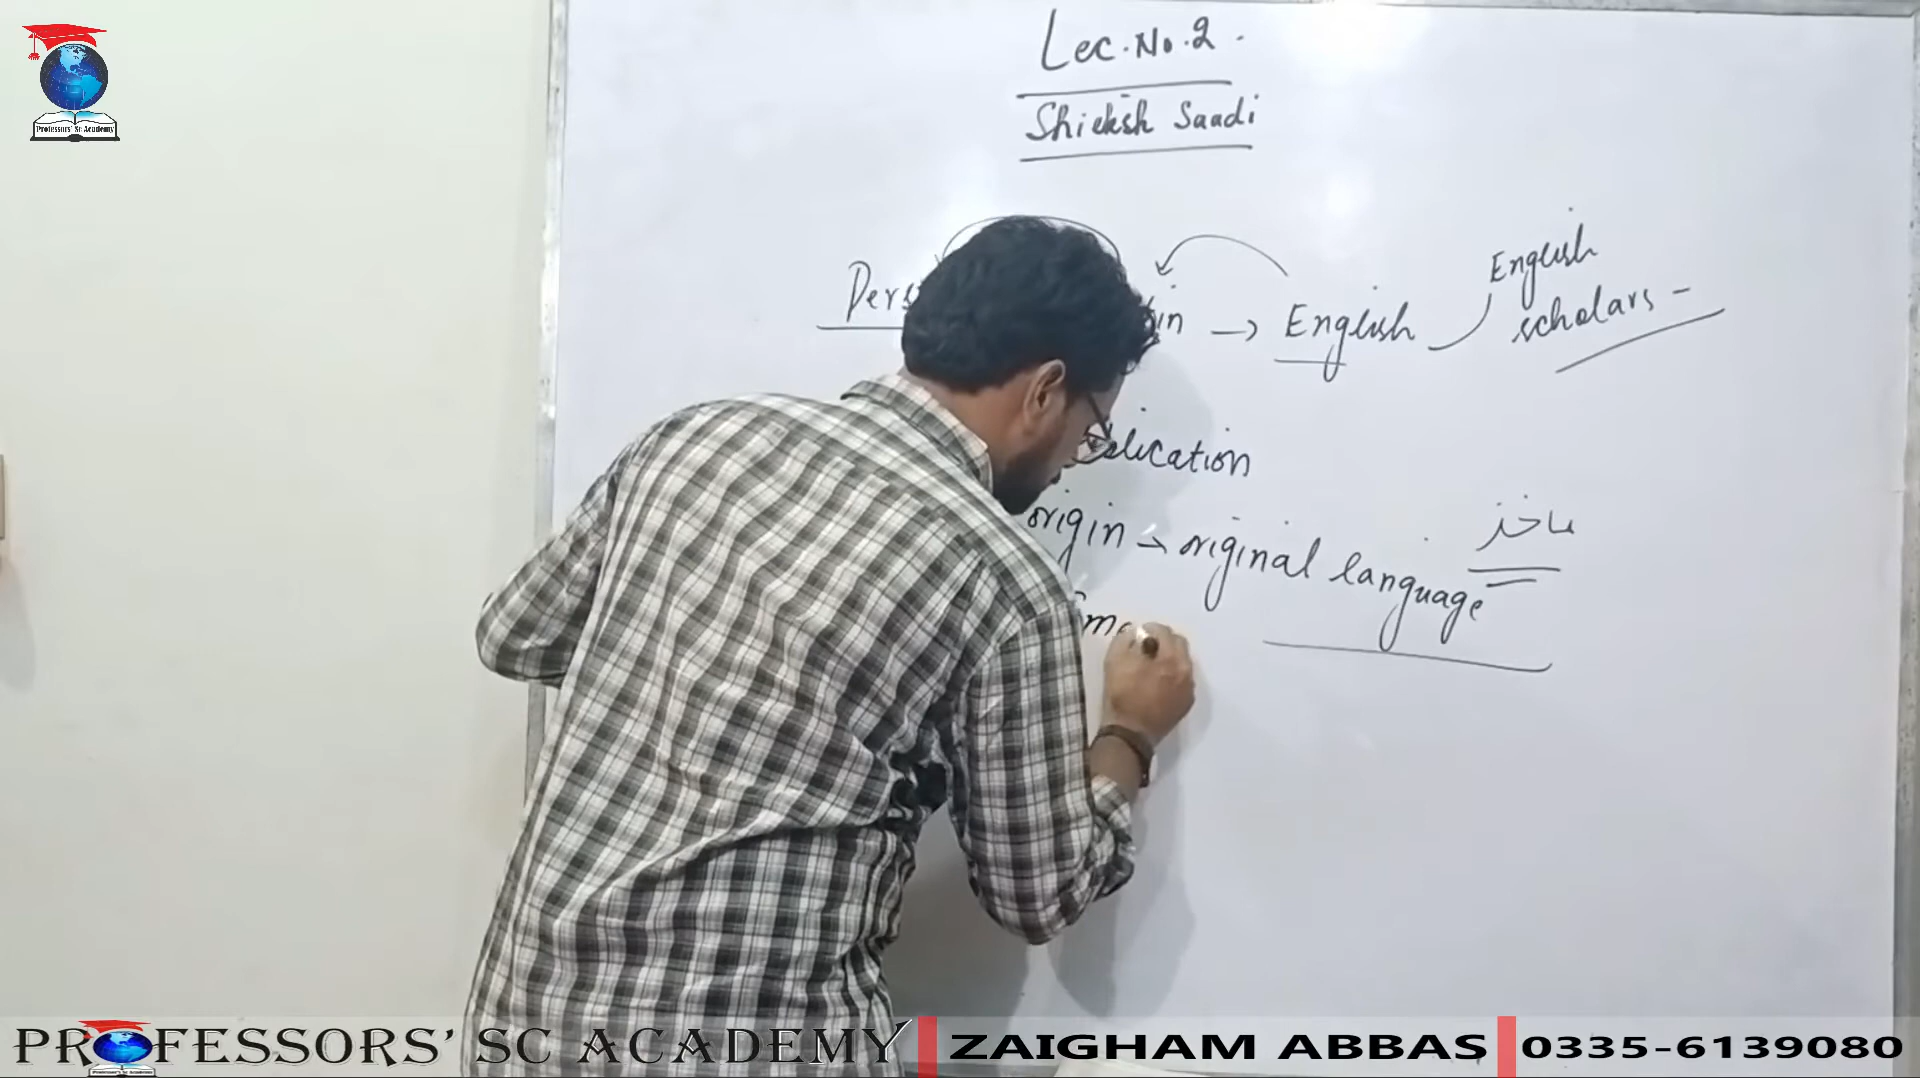 Lec. No. 2.
Shieksh Saadi
English → English scholars -
origin → original language
ماخذ
Professors' Sc Academy
PROFESSORS' SC ACADEMY
ZAIGHAM ABBAS
0335-6139080